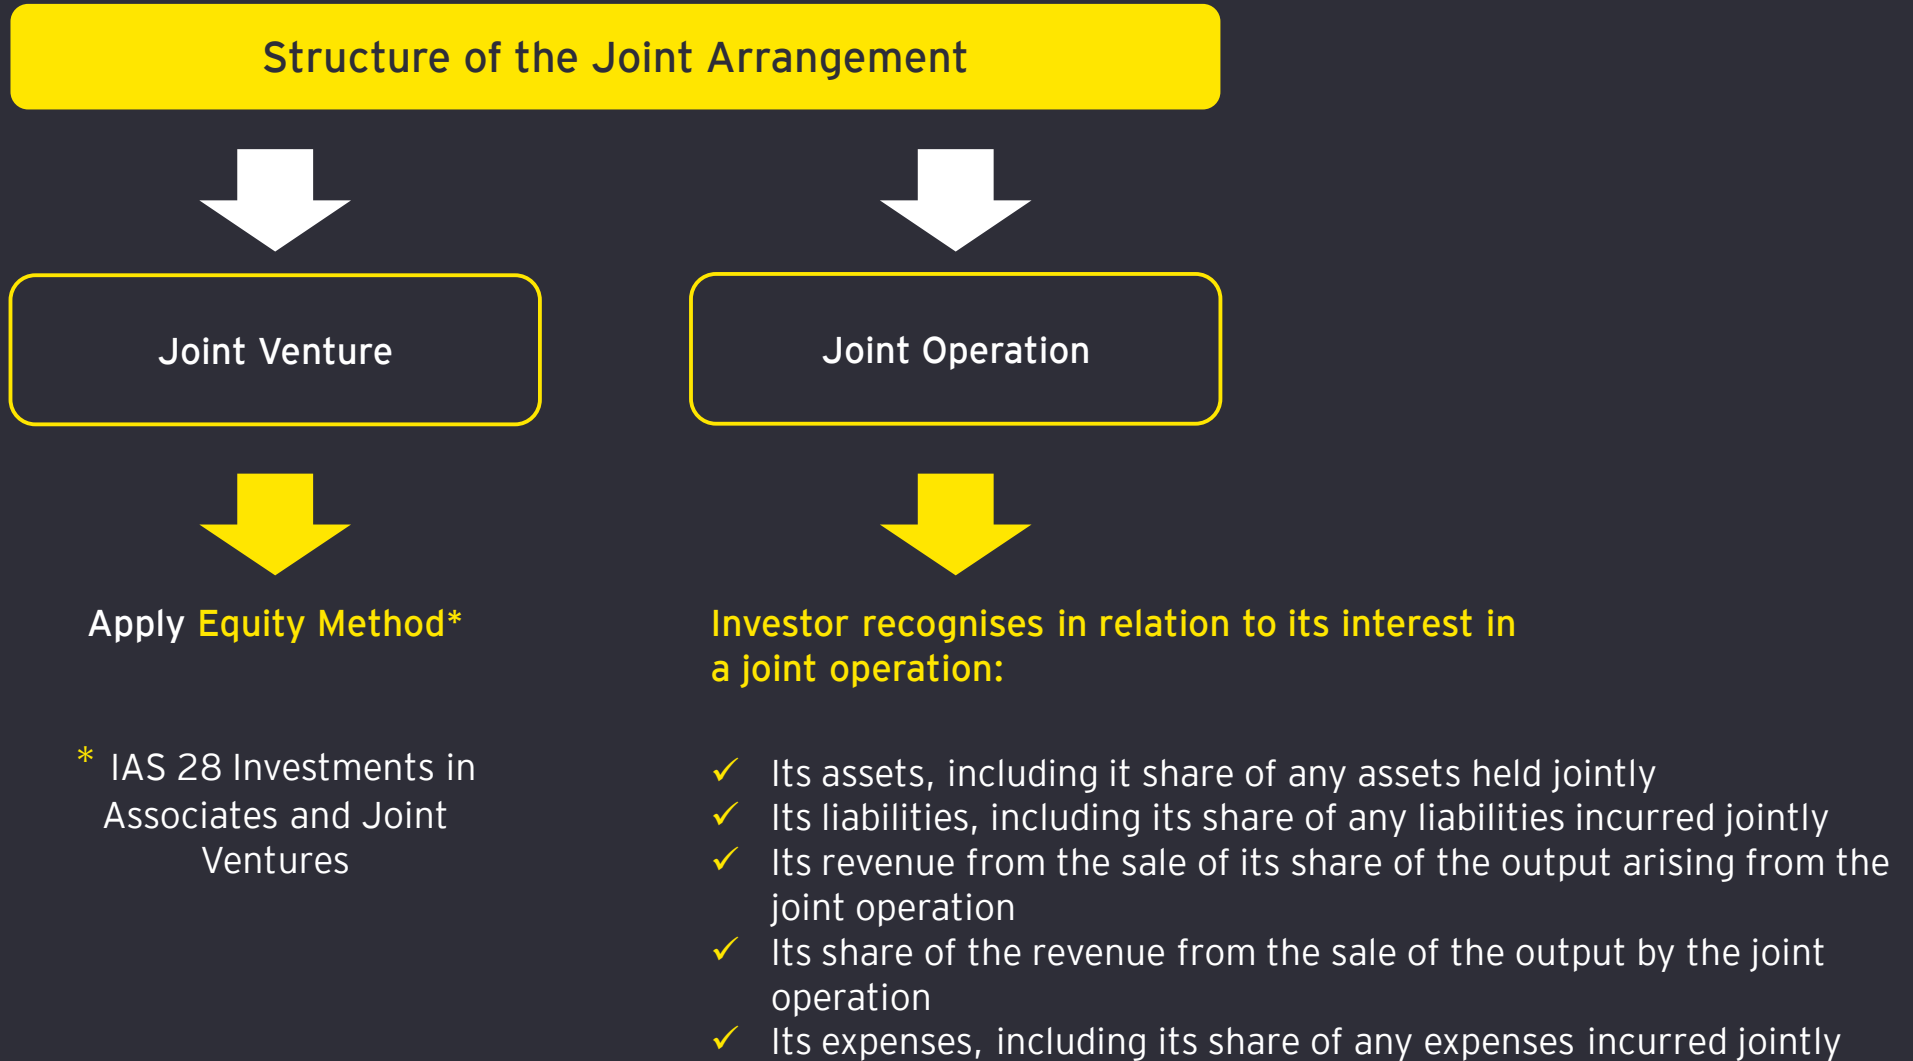 Structure of the Joint Arrangement
Joint Venture
Joint Operation
Apply Equity Method*
* IAS 28 Investments in
Associates and Joint
Ventures
Investor recognises in relation to its interest in
a joint operation:
✓ Its assets, including it share of any assets held jointly
✓ Its liabilities, including its share of any liabilities incurred jointly
✓ Its revenue from the sale of its share of the output arising from the
joint operation
✓ Its share of the revenue from the sale of the output by the joint
operation
✓ Its expenses, including its share of any expenses incurred jointly